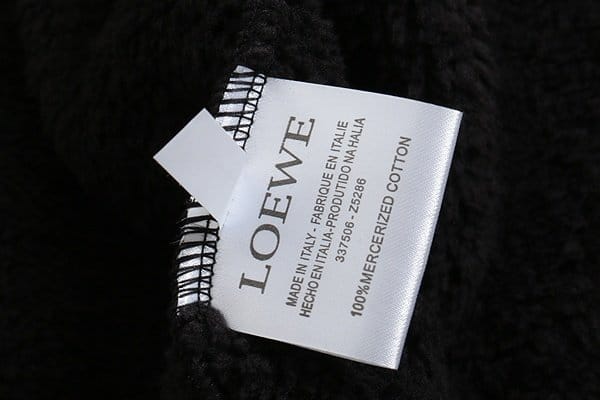 LOEWE
MADE IN ITALY - FABRIQUE EN ITALIE
HECHO EN ITALIA-PRODUTIDO NA HALIA
337506 - Z5286
100%MERCERIZED COTTON